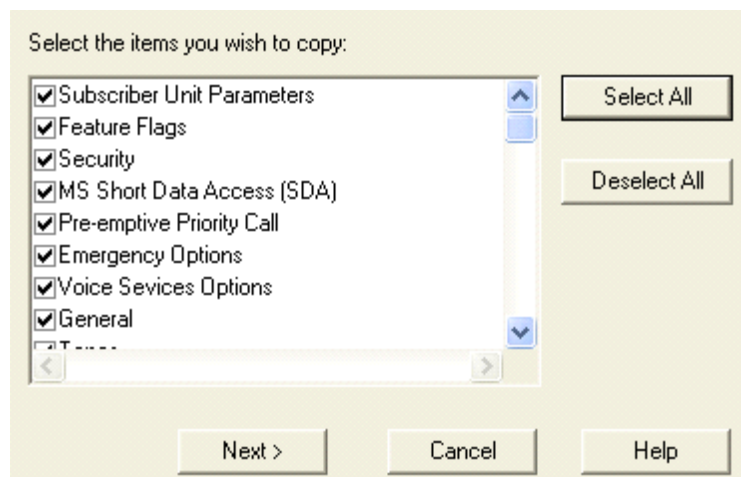 Select the items you wish to copy:
Subscriber Unit Parameters
Feature Flags
Security
MS Short Data Access (SDA)
Pre-emptive Priority Call
Emergency Options
Voice Sevices Options
General
Select All
Deselect All
Next >
Cancel
Help